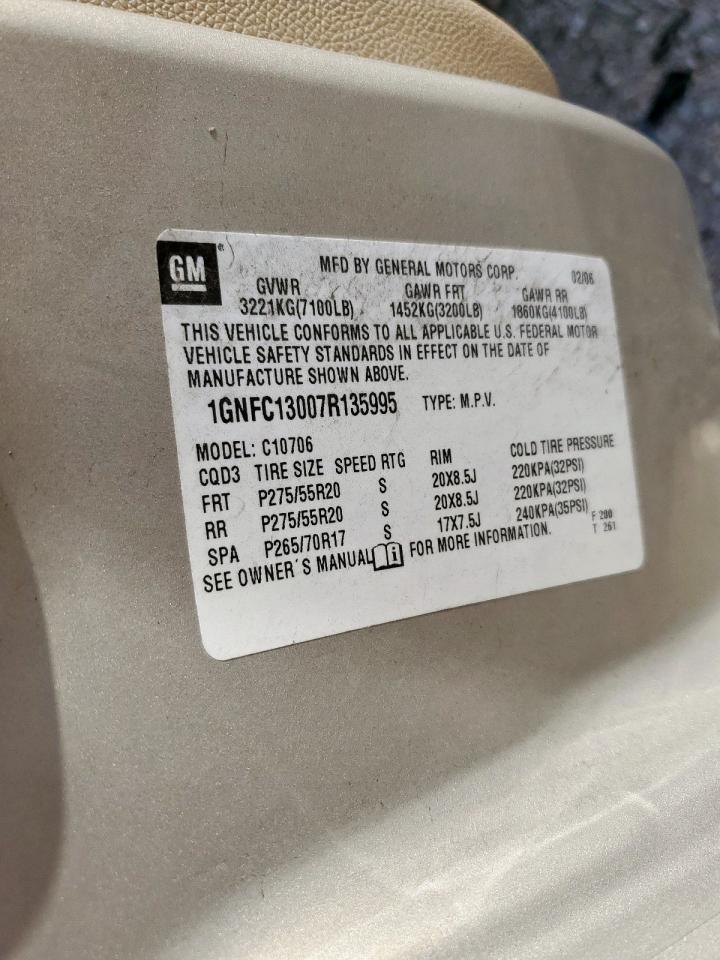 GM
MFD BY GENERAL MOTORS CORP. 02/06
GVWR GAWR FRT GAWR RR
3221KG(7100LB) 1452KG(3200LB) 1860KG(4100LB)
THIS VEHICLE CONFORMS TO ALL APPLICABLE U.S. FEDERAL MOTOR
VEHICLE SAFETY STANDARDS IN EFFECT ON THE DATE OF
MANUFACTURE SHOWN ABOVE.
1GNFC13007R135995 TYPE: M.P.V.
MODEL: C10706
CQD3 TIRE SIZE SPEED RTG RIM COLD TIRE PRESSURE
FRT P275/55R20 S 20X8.5J 220KPA(32PSI)
RR P275/55R20 S 20X8.5J 220KPA(32PSI)
SPA P265/70R17 S 17X7.5J 240KPA(35PSI)
F 280
T 261
SEE OWNER'S MANUAL FOR MORE INFORMATION.